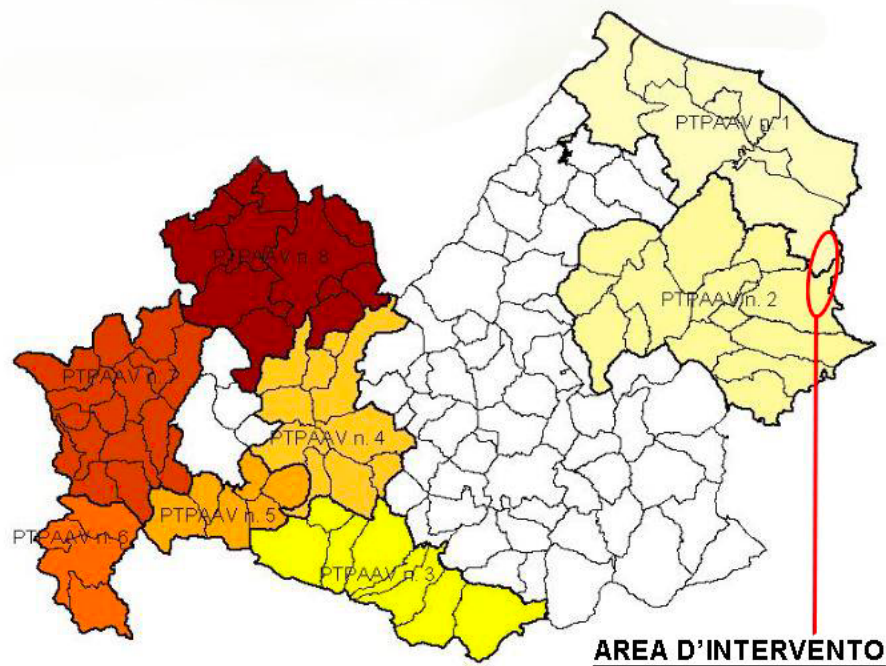 PTPAAV n. 1
PTPAAV n. 8
PTPAAV n. 2
PTPAAV n. 7
PTPAAV n. 4
PTPAAV n. 5
PTPAAV n. 6
PTPAAV n. 3
AREA D'INTERVENTO